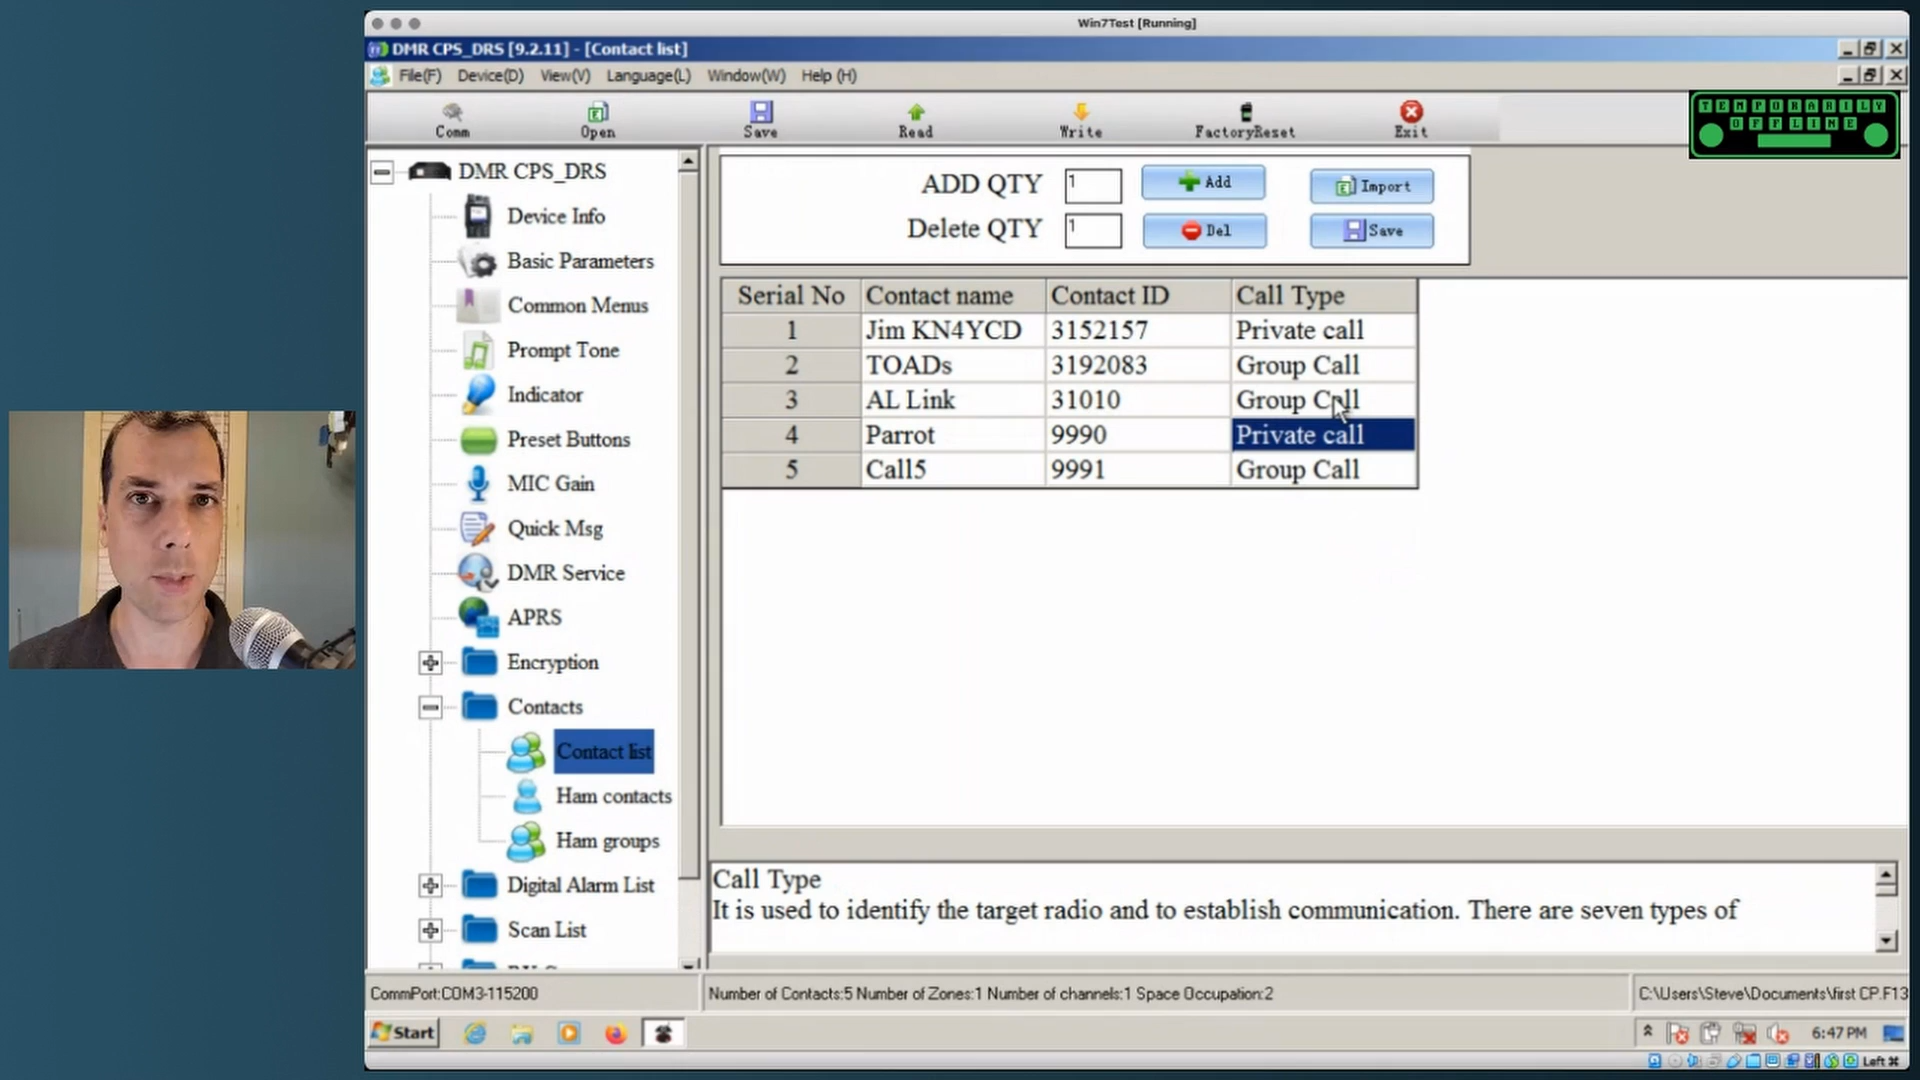 Win7Test [Running]
DMR CPS_DRS [9.2.11] - [Contact list]
File(F) Device(D) View(V) Language(L) Window(W) Help (H)
Comm Open Save Read Write FactoryReset Exit
TEMPORARILY
OFFLINE
DMR CPS_DRS
Device Info
Basic Parameters
Common Menus
Prompt Tone
Indicator
Preset Buttons
MIC Gain
Quick Msg
DMR Service
APRS
Encryption
Contacts
Contact list
Ham contacts
Ham groups
Digital Alarm List
Scan List
ADD QTY 1 Add Import
Delete QTY 1 Del Save
Serial No Contact name Contact ID Call Type
1 Jim KN4YCD 3152157 Private call
2 TOADs 3192083 Group Call
3 AL Link 31010 Group Call
4 Parrot 9990 Private call
5 Call5 9991 Group Call
Call Type
It is used to identify the target radio and to establish communication. There are seven types of
CommPort:COM3-115200 Number of Contacts:5 Number of Zones:1 Number of channels:1 Space Occupation:2 C:\Users\Steve\Documents\first CP.F13
Start 6:47 PM
Left ⌘